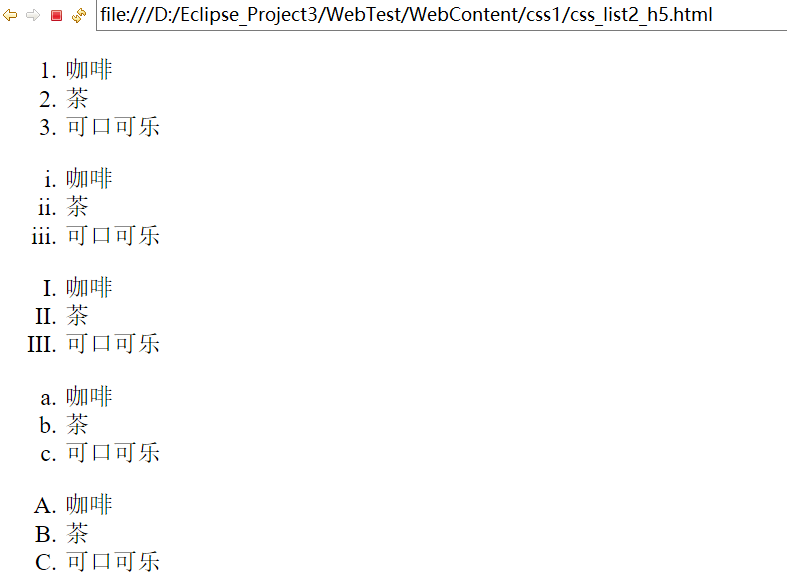 file:///D:/Eclipse_Project3/WebTest/WebContent/css1/css_list2_h5.html
1. 咖啡
2. 茶
3. 可口可乐
i. 咖啡
ii. 茶
iii. 可口可乐
I. 咖啡
II. 茶
III. 可口可乐
a. 咖啡
b. 茶
c. 可口可乐
A. 咖啡
B. 茶
C. 可口可乐